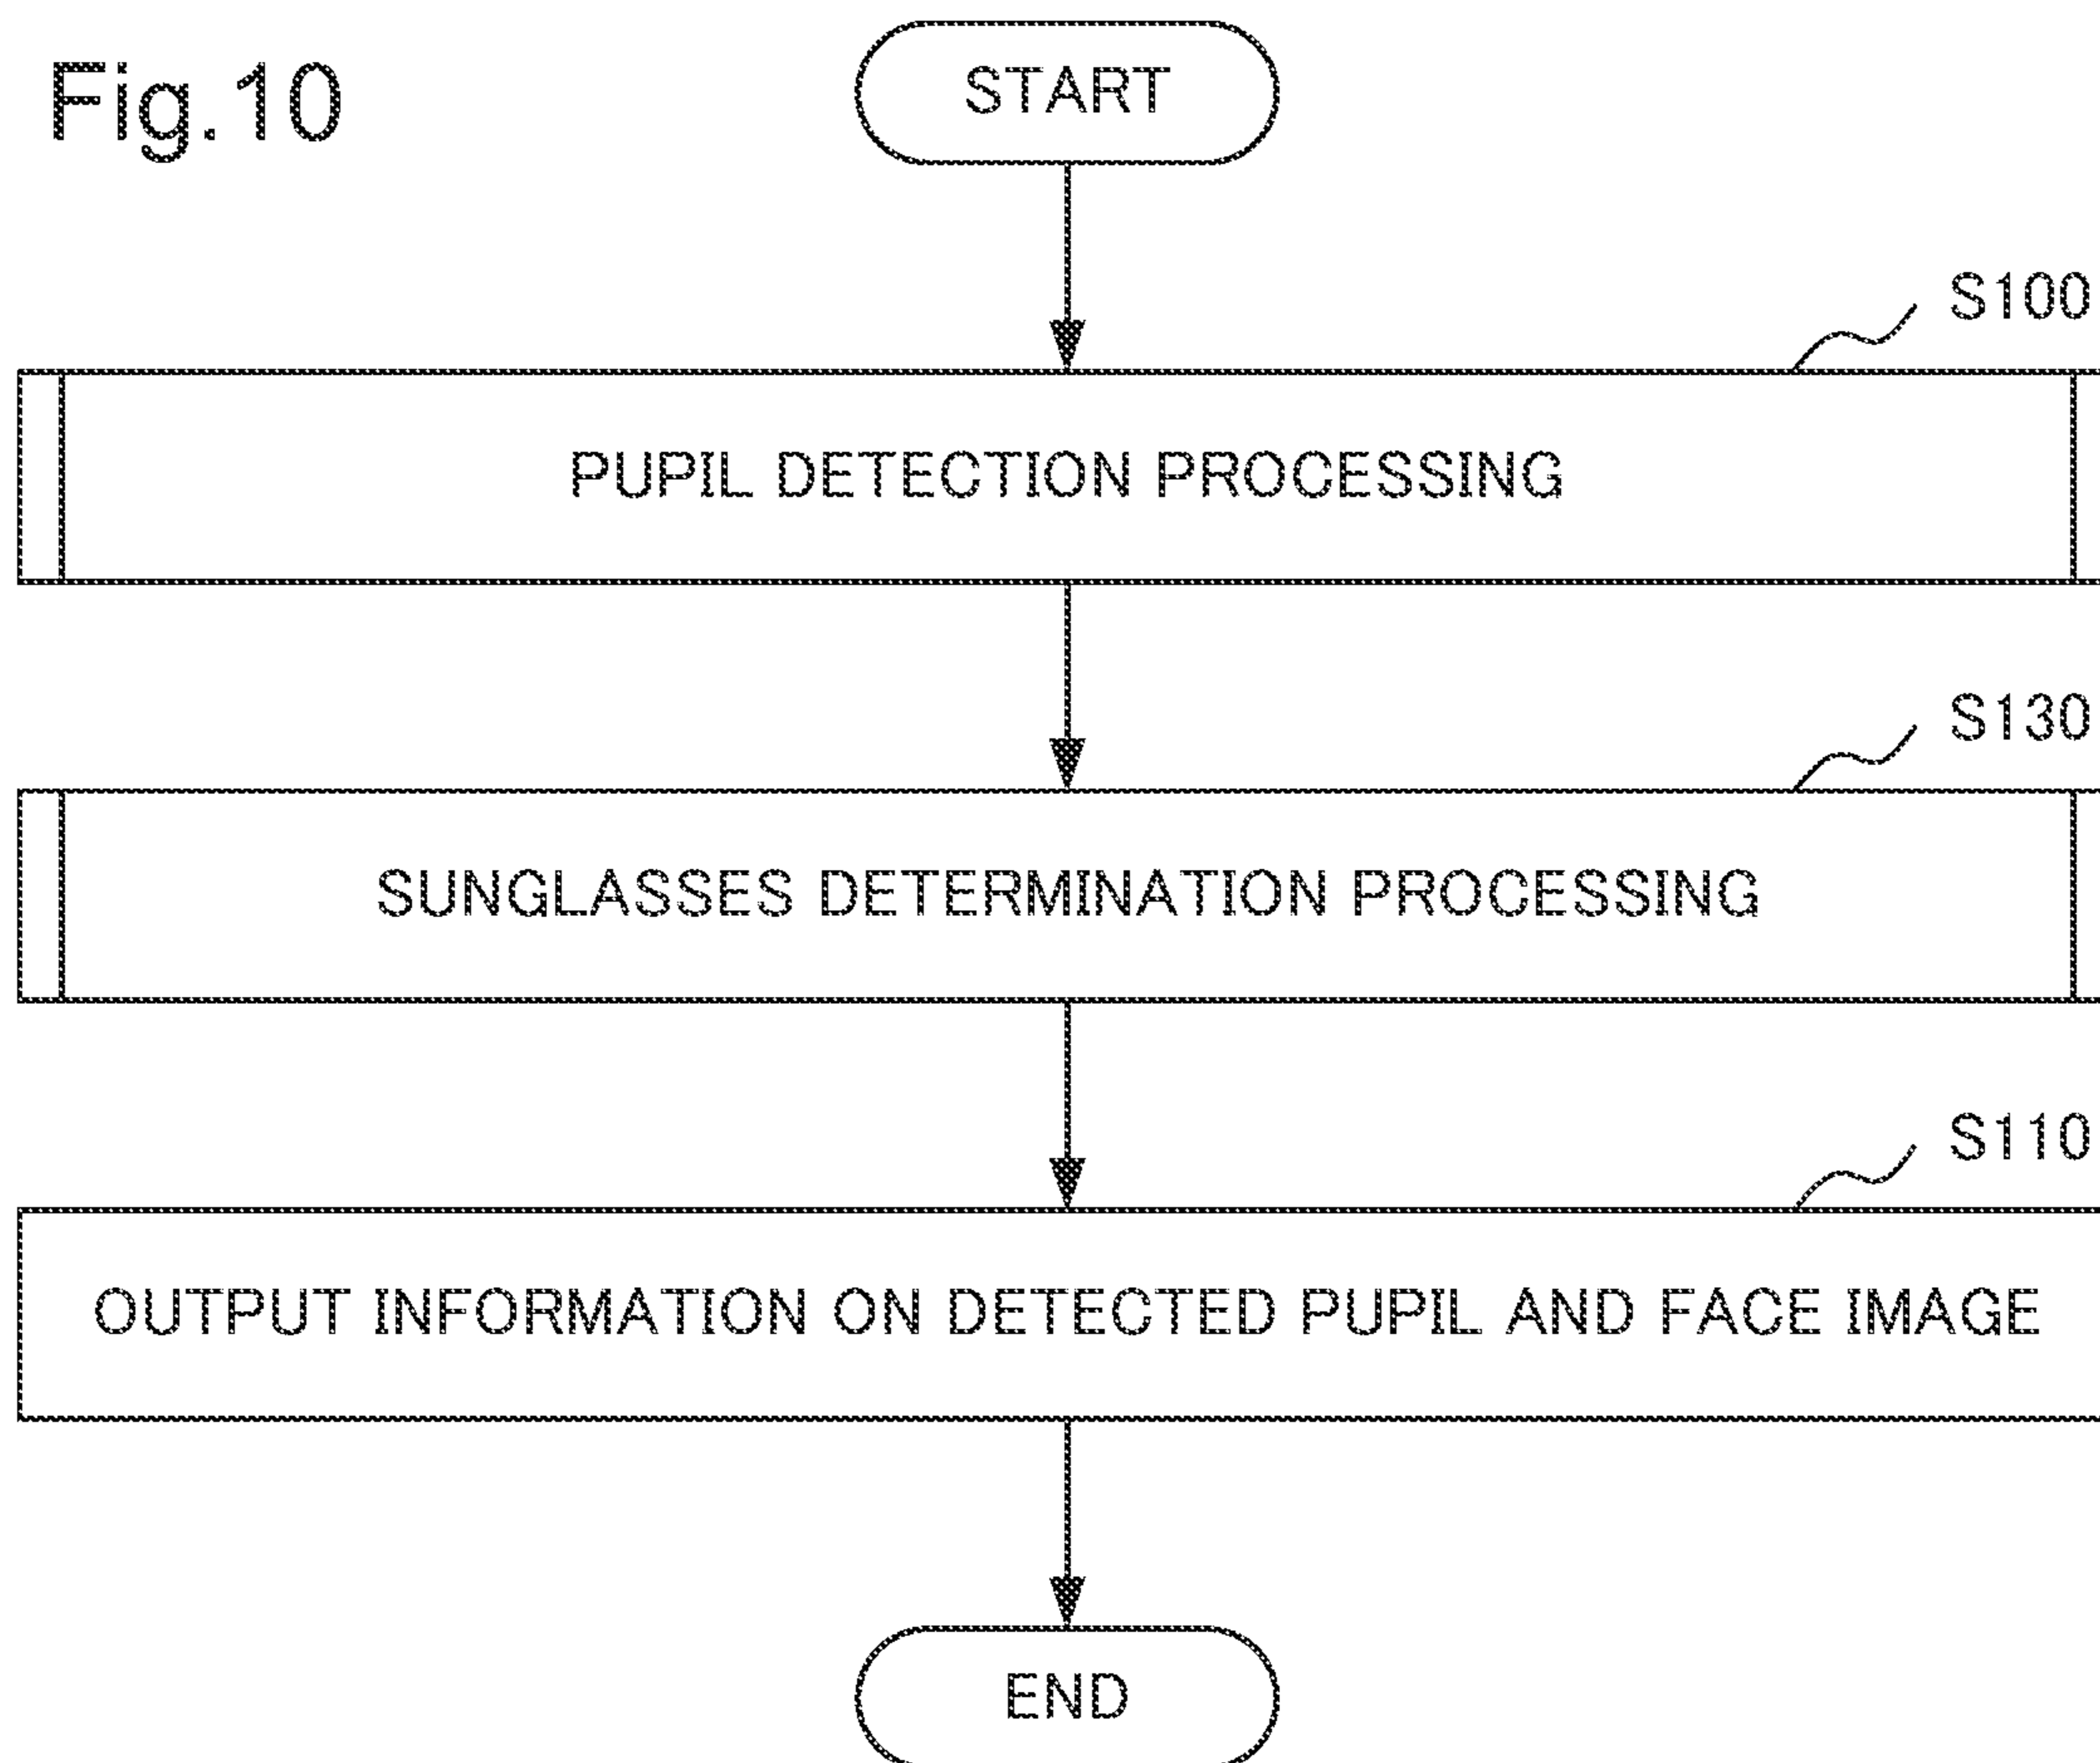 Fig.10
START
S100
PUPIL DETECTION PROCESSING
S130
SUNGLASSES DETERMINATION PROCESSING
S110
OUTPUT INFORMATION ON DETECTED PUPIL AND FACE IMAGE
END